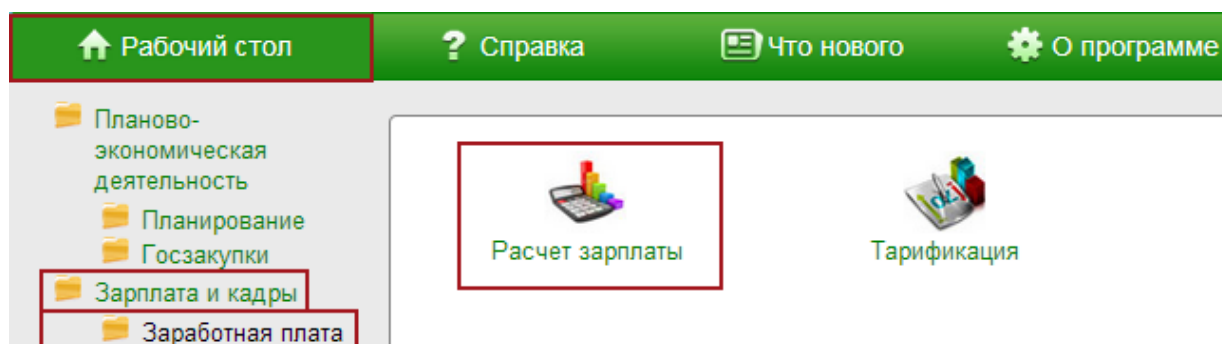 Рабочий стол
? Справка
Что нового
О программе
Планово-
экономическая
деятельность
Планирование
Госзакупки
Зарплата и кадры
Заработная плата
Расчет зарплаты
Тарификация